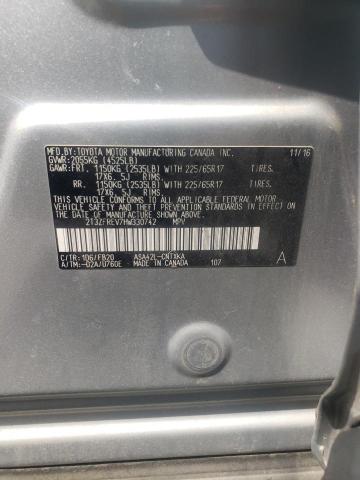 MFD.BY:TOYOTA MOTOR MANUFACTURING CANADA INC. 11/16
GVWR:2055KG (4525LB)
GAWR:FRT. 1150KG (2535LB) WITH 225/65R17 TIRES.
17X6.5J RIMS.
RR. 1150KG (2535LB) WITH 225/65R17 TIRES.
17X6.5J RIMS.
THIS VEHICLE CONFORMS TO ALL APPLICABLE FEDERAL MOTOR
VEHICLE SAFETY, BUMPER, AND THEFT PREVENTION STANDARDS
IN EFFECT ON THE DATE OF MANUFACTURE SHOWN ABOVE.
2T3ZFREV7HW330742 MPV
C/TR:1D6/FB20 ASA42L-CNTXKA A
A/TM:-02A/U760E MADE IN CANADA 107